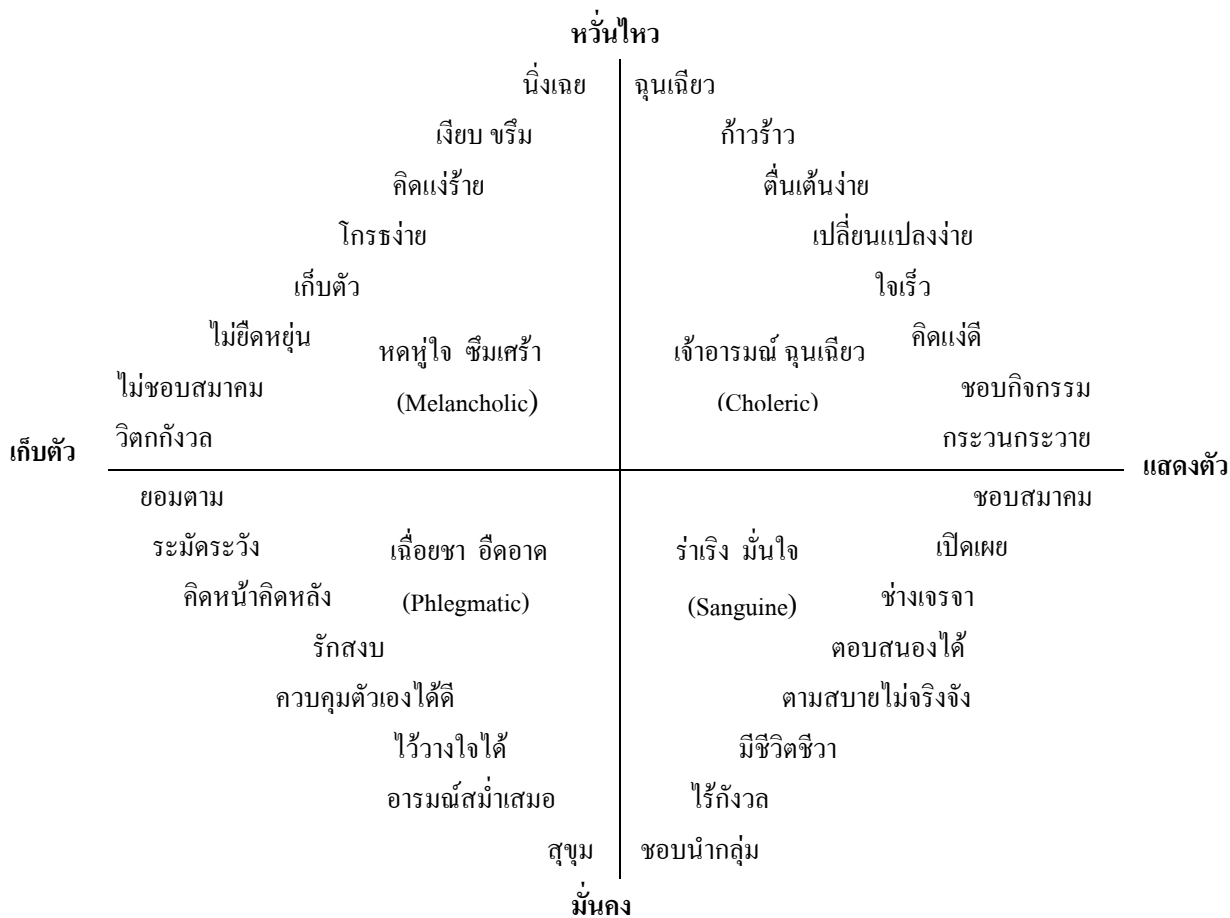 หวั่นไหว
นิ่งเฉย ฉุนเฉียว
เงียบ ขรึม ก้าวร้าว
คิดแง่ร้าย ตื่นเต้นง่าย
โกรธง่าย เปลี่ยนแปลงง่าย
เก็บตัว ใจเร็ว
ไม่ยืดหยุ่น หดหู่ใจ ซึมเศร้า เจ้าอารมณ์ ฉุนเฉียว คิดแง่ดี
ไม่ชอบสมาคม (Melancholic) (Choleric) ชอบกิจกรรม
วิตกกังวล กระวนกระวาย
เก็บตัว แสดงตัว
ยอมตาม ชอบสมาคม
ระมัดระวัง เฉื่อยชา อืดอาด ร่าเริง มั่นใจ เปิดเผย
คิดหน้าคิดหลัง (Phlegmatic) (Sanguine) ช่างเจรจา
รักสงบ ตอบสนองได้
ควบคุมตัวเองได้ดี ตามสบายไม่จริงจัง
ไว้วางใจได้ มีชีวิตชีวา
อารมณ์สม่ำเสมอ ไร้กังวล
สุขุม ชอบนำกลุ่ม
มั่นคง